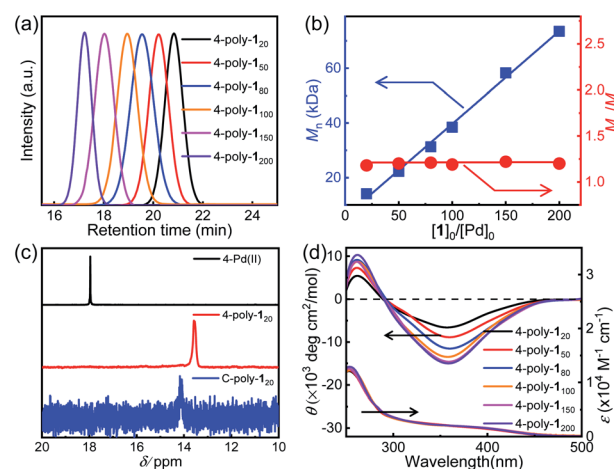 (a)
4-poly-1₂₀
4-poly-1₅₀
4-poly-1₈₀
4-poly-1₁₀₀
4-poly-1₁₅₀
4-poly-1₂₀₀
Intensity (a.u.)
16 18 20 22 24
Retention time (min)
(b)
Mn (kDa)
80
60
40
20
2.5
2.0
1.5
1.0
0 50 100 150 200
[1]₀/[Pd]₀
(c)
4-Pd(II)
4-poly-1₂₀
C-poly-1₂₀
20 18 16 14 12 10
δ/ppm
(d)
θ (×10³ deg cm²/mol)
10
0
-10
-20
-30
4-poly-1₂₀
4-poly-1₅₀
4-poly-1₈₀
4-poly-1₁₀₀
4-poly-1₁₅₀
4-poly-1₂₀₀
3
2
1
0
ε (×10⁴ M⁻¹ cm⁻¹)
300 400 500
Wavelength(nm)